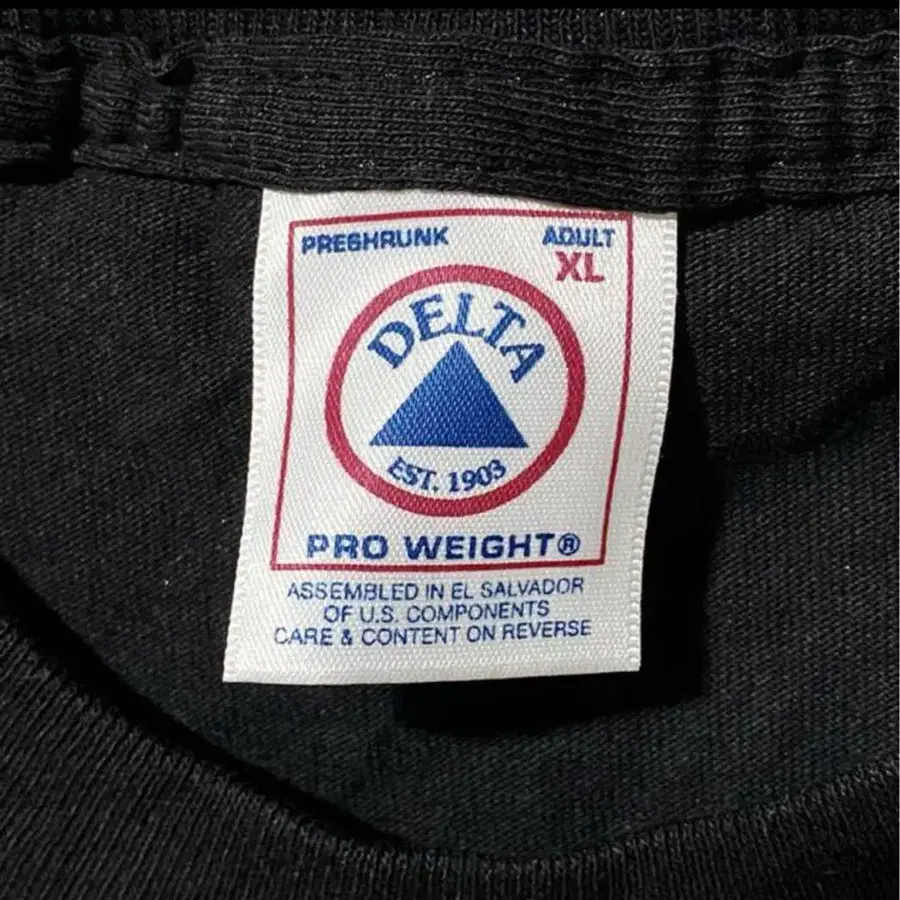 PRESHRUNK
ADULT
XL
DELTA
EST. 1903
PRO WEIGHT®
ASSEMBLED IN EL SALVADOR
OF U.S. COMPONENTS
CARE & CONTENT ON REVERSE